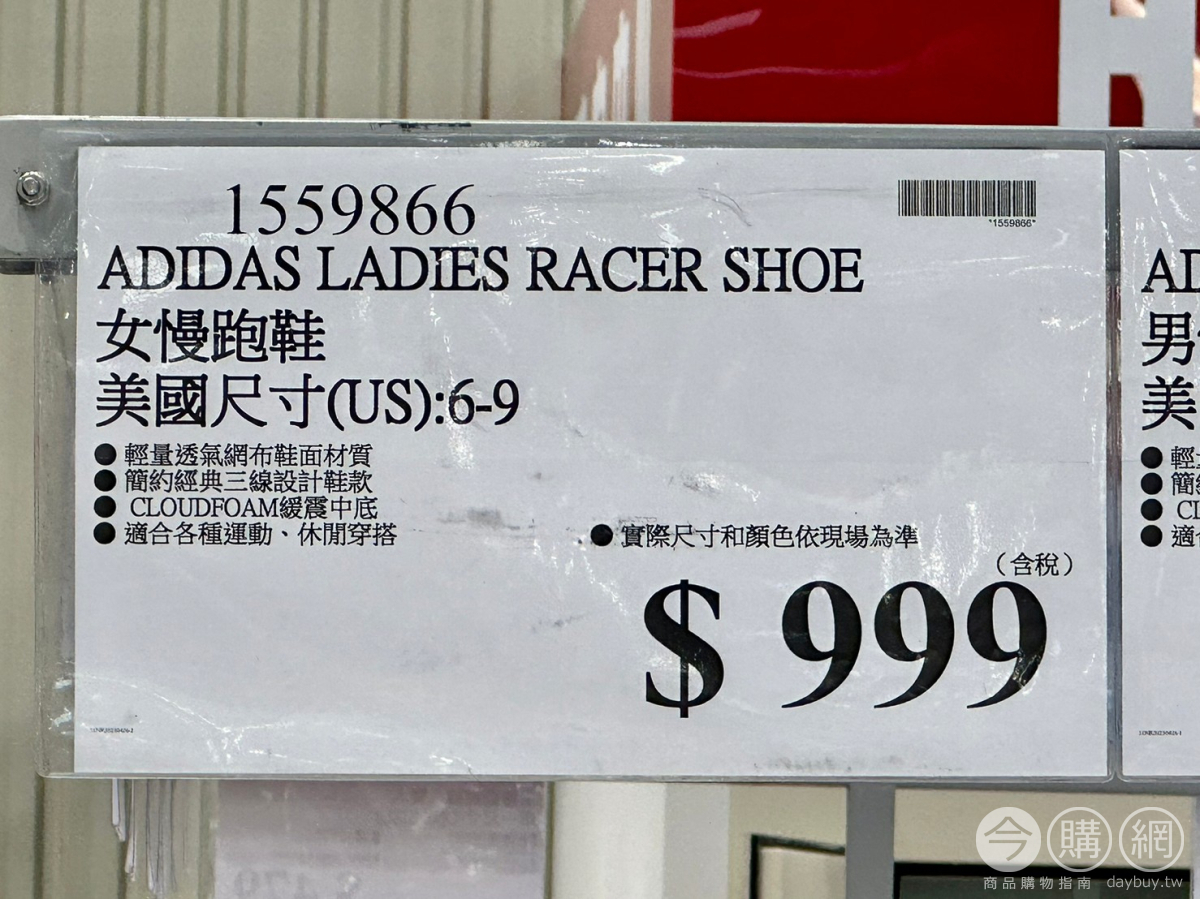 1559866
*1559866*
ADIDAS LADIES RACER SHOE
女慢跑鞋
美國尺寸(US):6-9
●輕量透氣網布鞋面材質
●簡約經典三線設計鞋款
● CLOUDFOAM緩震中底
●適合各種運動、休閒穿搭
●實際尺寸和顏色依現場為準
（含稅）
$ 999
AD
男
美
●輕
●簡
● CL
●適
今購網
商品購物指南 daybuy.tw